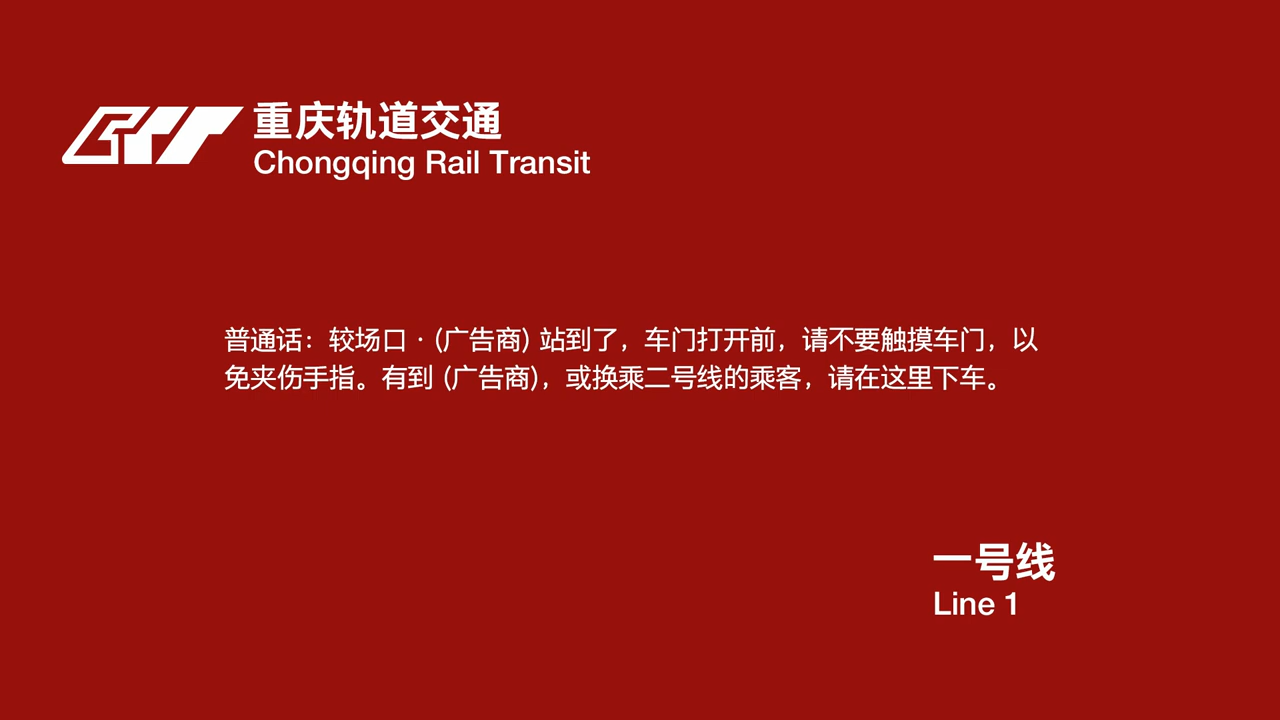 CRT
重庆轨道交通
Chongqing Rail Transit
普通话：较场口·(广告商) 站到了，车门打开前，请不要触摸车门，以
免夹伤手指。有到 (广告商)，或换乘二号线的乘客，请在这里下车。
一号线
Line 1